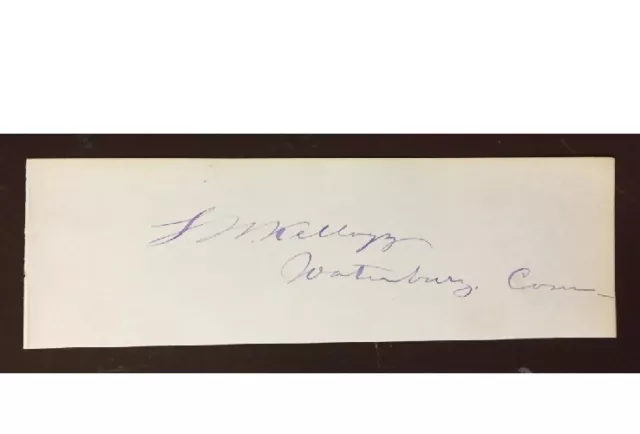 S W. Kellogg
Waterbury. Conn